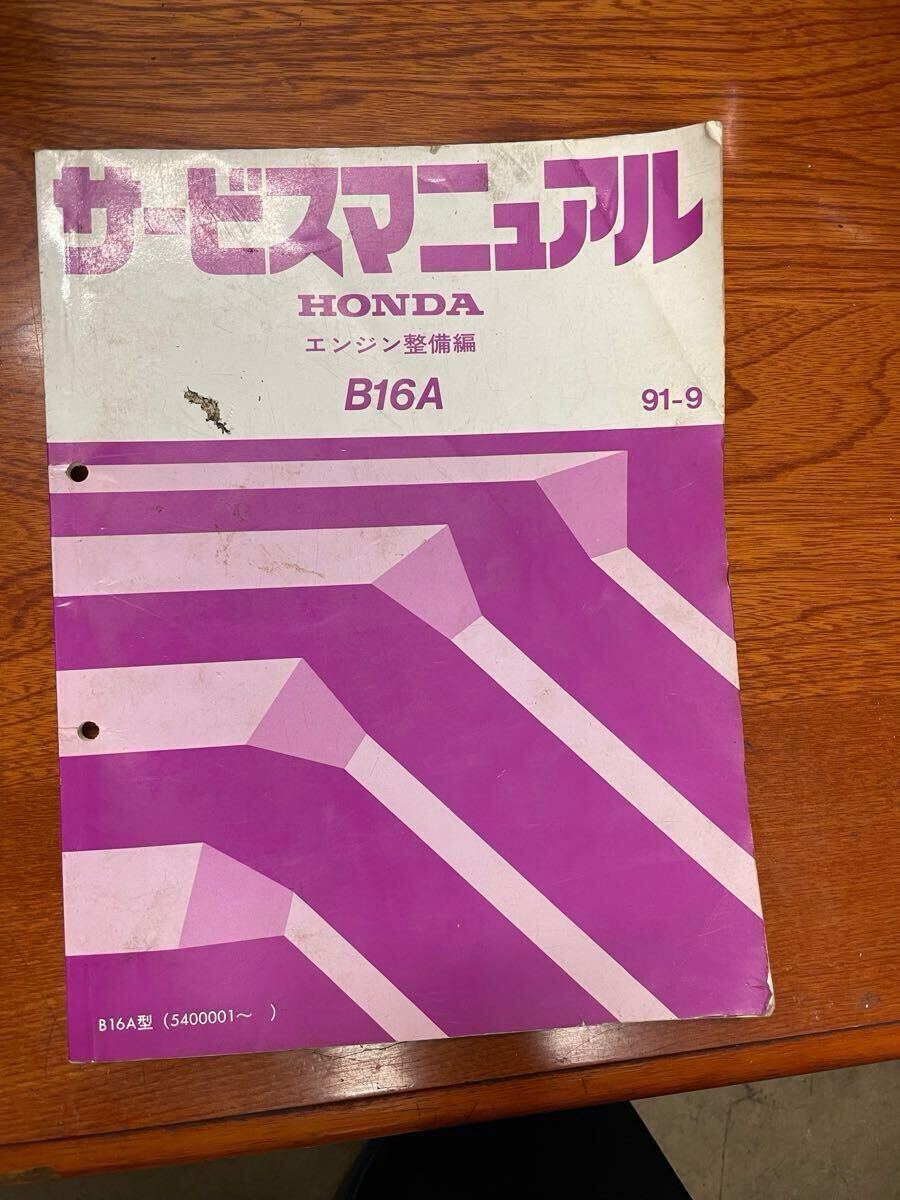 サービスマニュアル
HONDA
エンジン整備編
B16A
91-9
B16A型 (5400001～ )